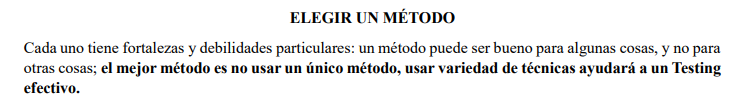 ELEGIR UN MÉTODO
Cada uno tiene fortalezas y debilidades particulares: un método puede ser bueno para algunas cosas, y no para
otras cosas; el mejor método es no usar un único método, usar variedad de técnicas ayudará a un Testing
efectivo.